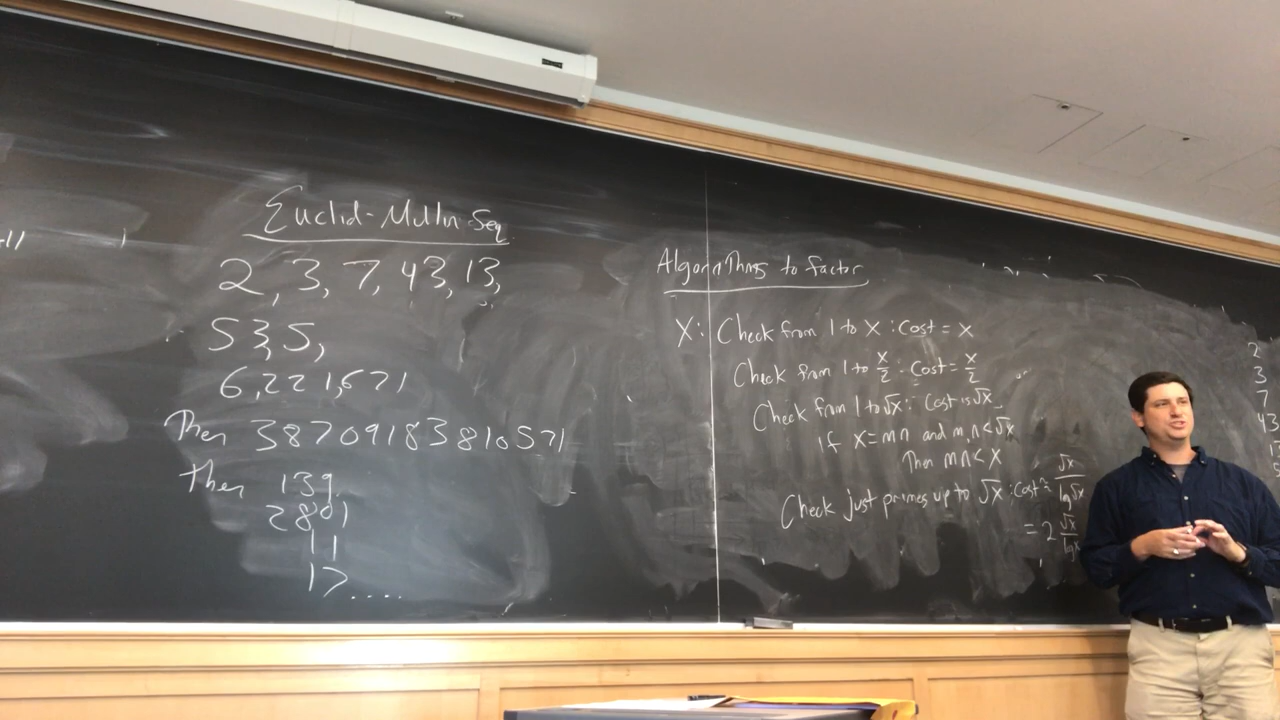 Euclid-Mullin Seq
2, 3, 7, 43, 13,
53, 5,
6,221,671
Then 38709183810571
then 139
2801
11
17....
Algorithms to factor
X: Check from 1 to X : Cost = X
Check from 1 to X/2 : Cost = X/2
Check from 1 to √X : Cost is √X
if X=mn and m,n<√X
Then mn<X
Check just primes up to √X : Cost ≈ √X/log√X
= 2 √X/log X
2
3
7
43